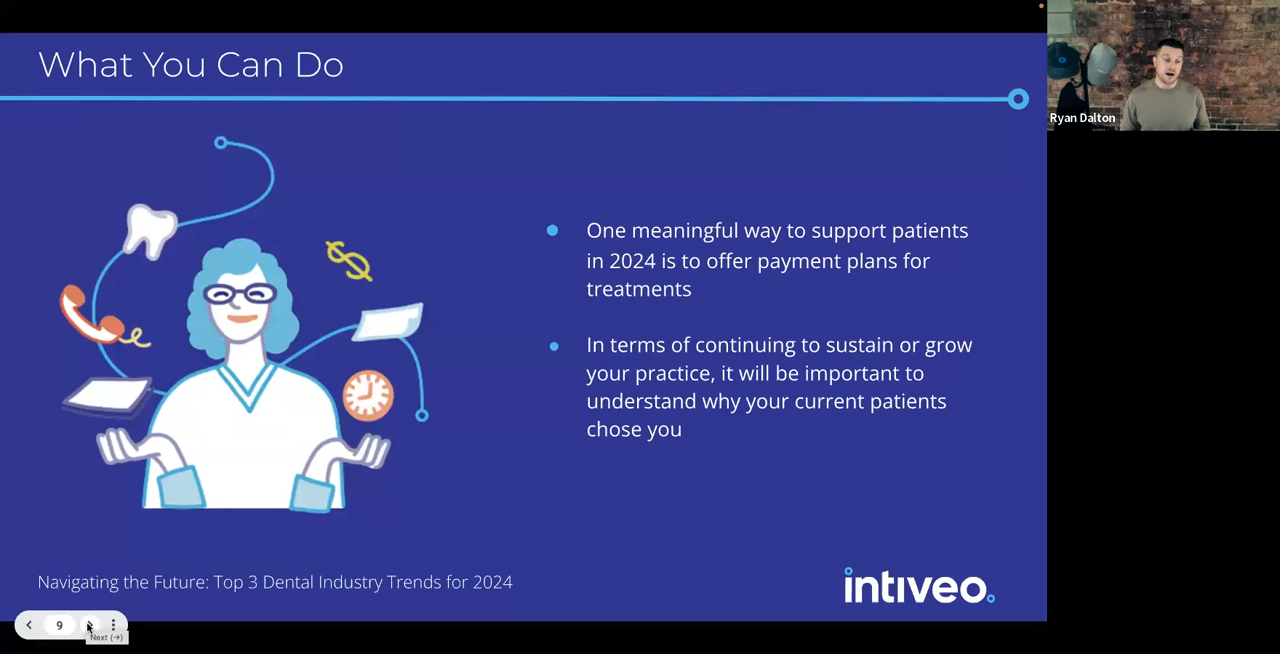 What You Can Do
Ryan Dalton
One meaningful way to support patients
in 2024 is to offer payment plans for
treatments
In terms of continuing to sustain or grow
your practice, it will be important to
understand why your current patients
chose you
Navigating the Future: Top 3 Dental Industry Trends for 2024
intiveo.
9
Next (→)